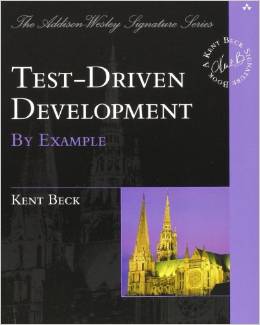 The Addison-Wesley Signature Series
A KENT BECK SIGNATURE BOOK
TEST-DRIVEN
DEVELOPMENT
BY EXAMPLE
KENT BECK